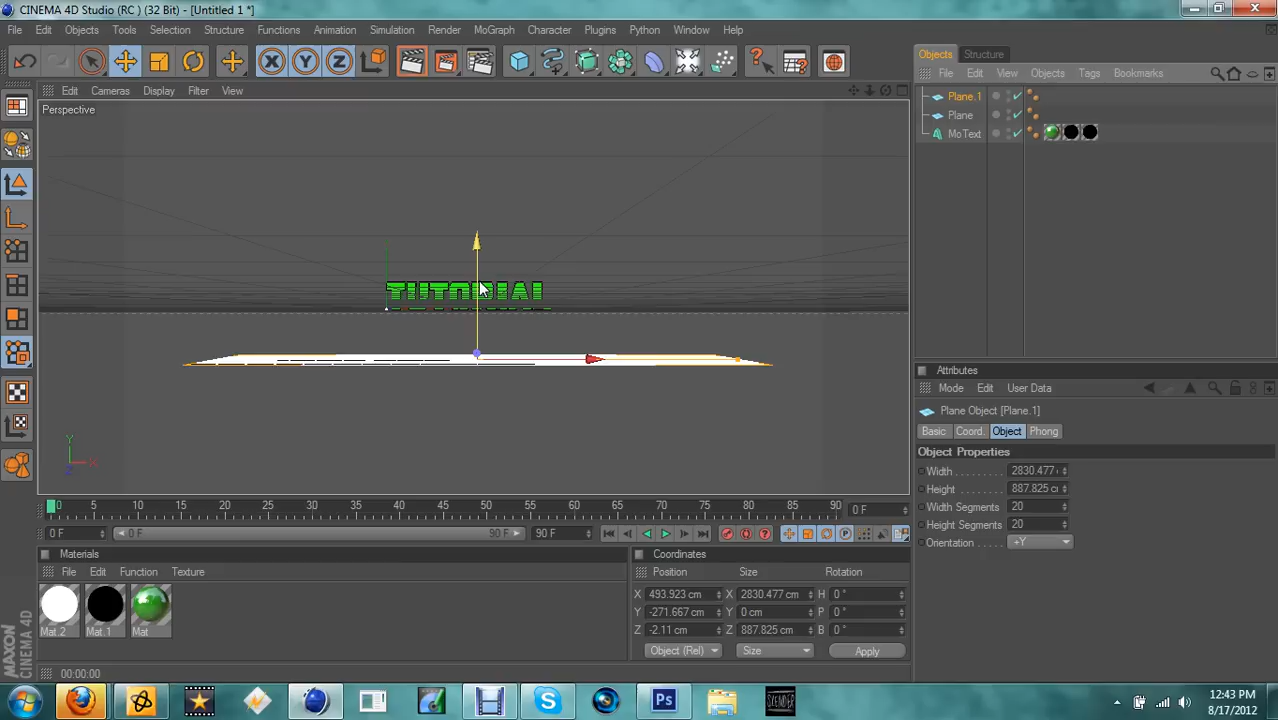 CINEMA 4D Studio (RC ) (32 Bit) - [Untitled 1 *]
File Edit Objects Tools Selection Structure Functions Animation Simulation Render MoGraph Character Plugins Python Window Help
Objects Structure
File Edit View Objects Tags Bookmarks
Edit Cameras Display Filter View
Perspective
Plane.1
Plane
MoText
TUTORIAL
Y
X
Z
Attributes
Mode Edit User Data
Plane Object [Plane.1]
Basic Coord. Object Phong
Object Properties
Width 2830.477
Height 887.825 cm
Width Segments 20
Height Segments 20
Orientation +Y
0 5 10 15 20 25 30 35 40 45 50 55 60 65 70 75 80 85 90 0 F
0 F 0 F 90 F 90 F
Materials
File Edit Function Texture
Mat.2 Mat.1 Mat
Coordinates
Position Size Rotation
X 493.923 cm X 2830.477 cm H 0 °
Y -271.667 cm Y 0 cm P 0 °
Z -2.11 cm Z 887.825 cm B 0 °
Object (Rel) Size Apply
MAXON
CINEMA 4D
00:00:00
Ps
SLENDER
12:43 PM
8/17/2012